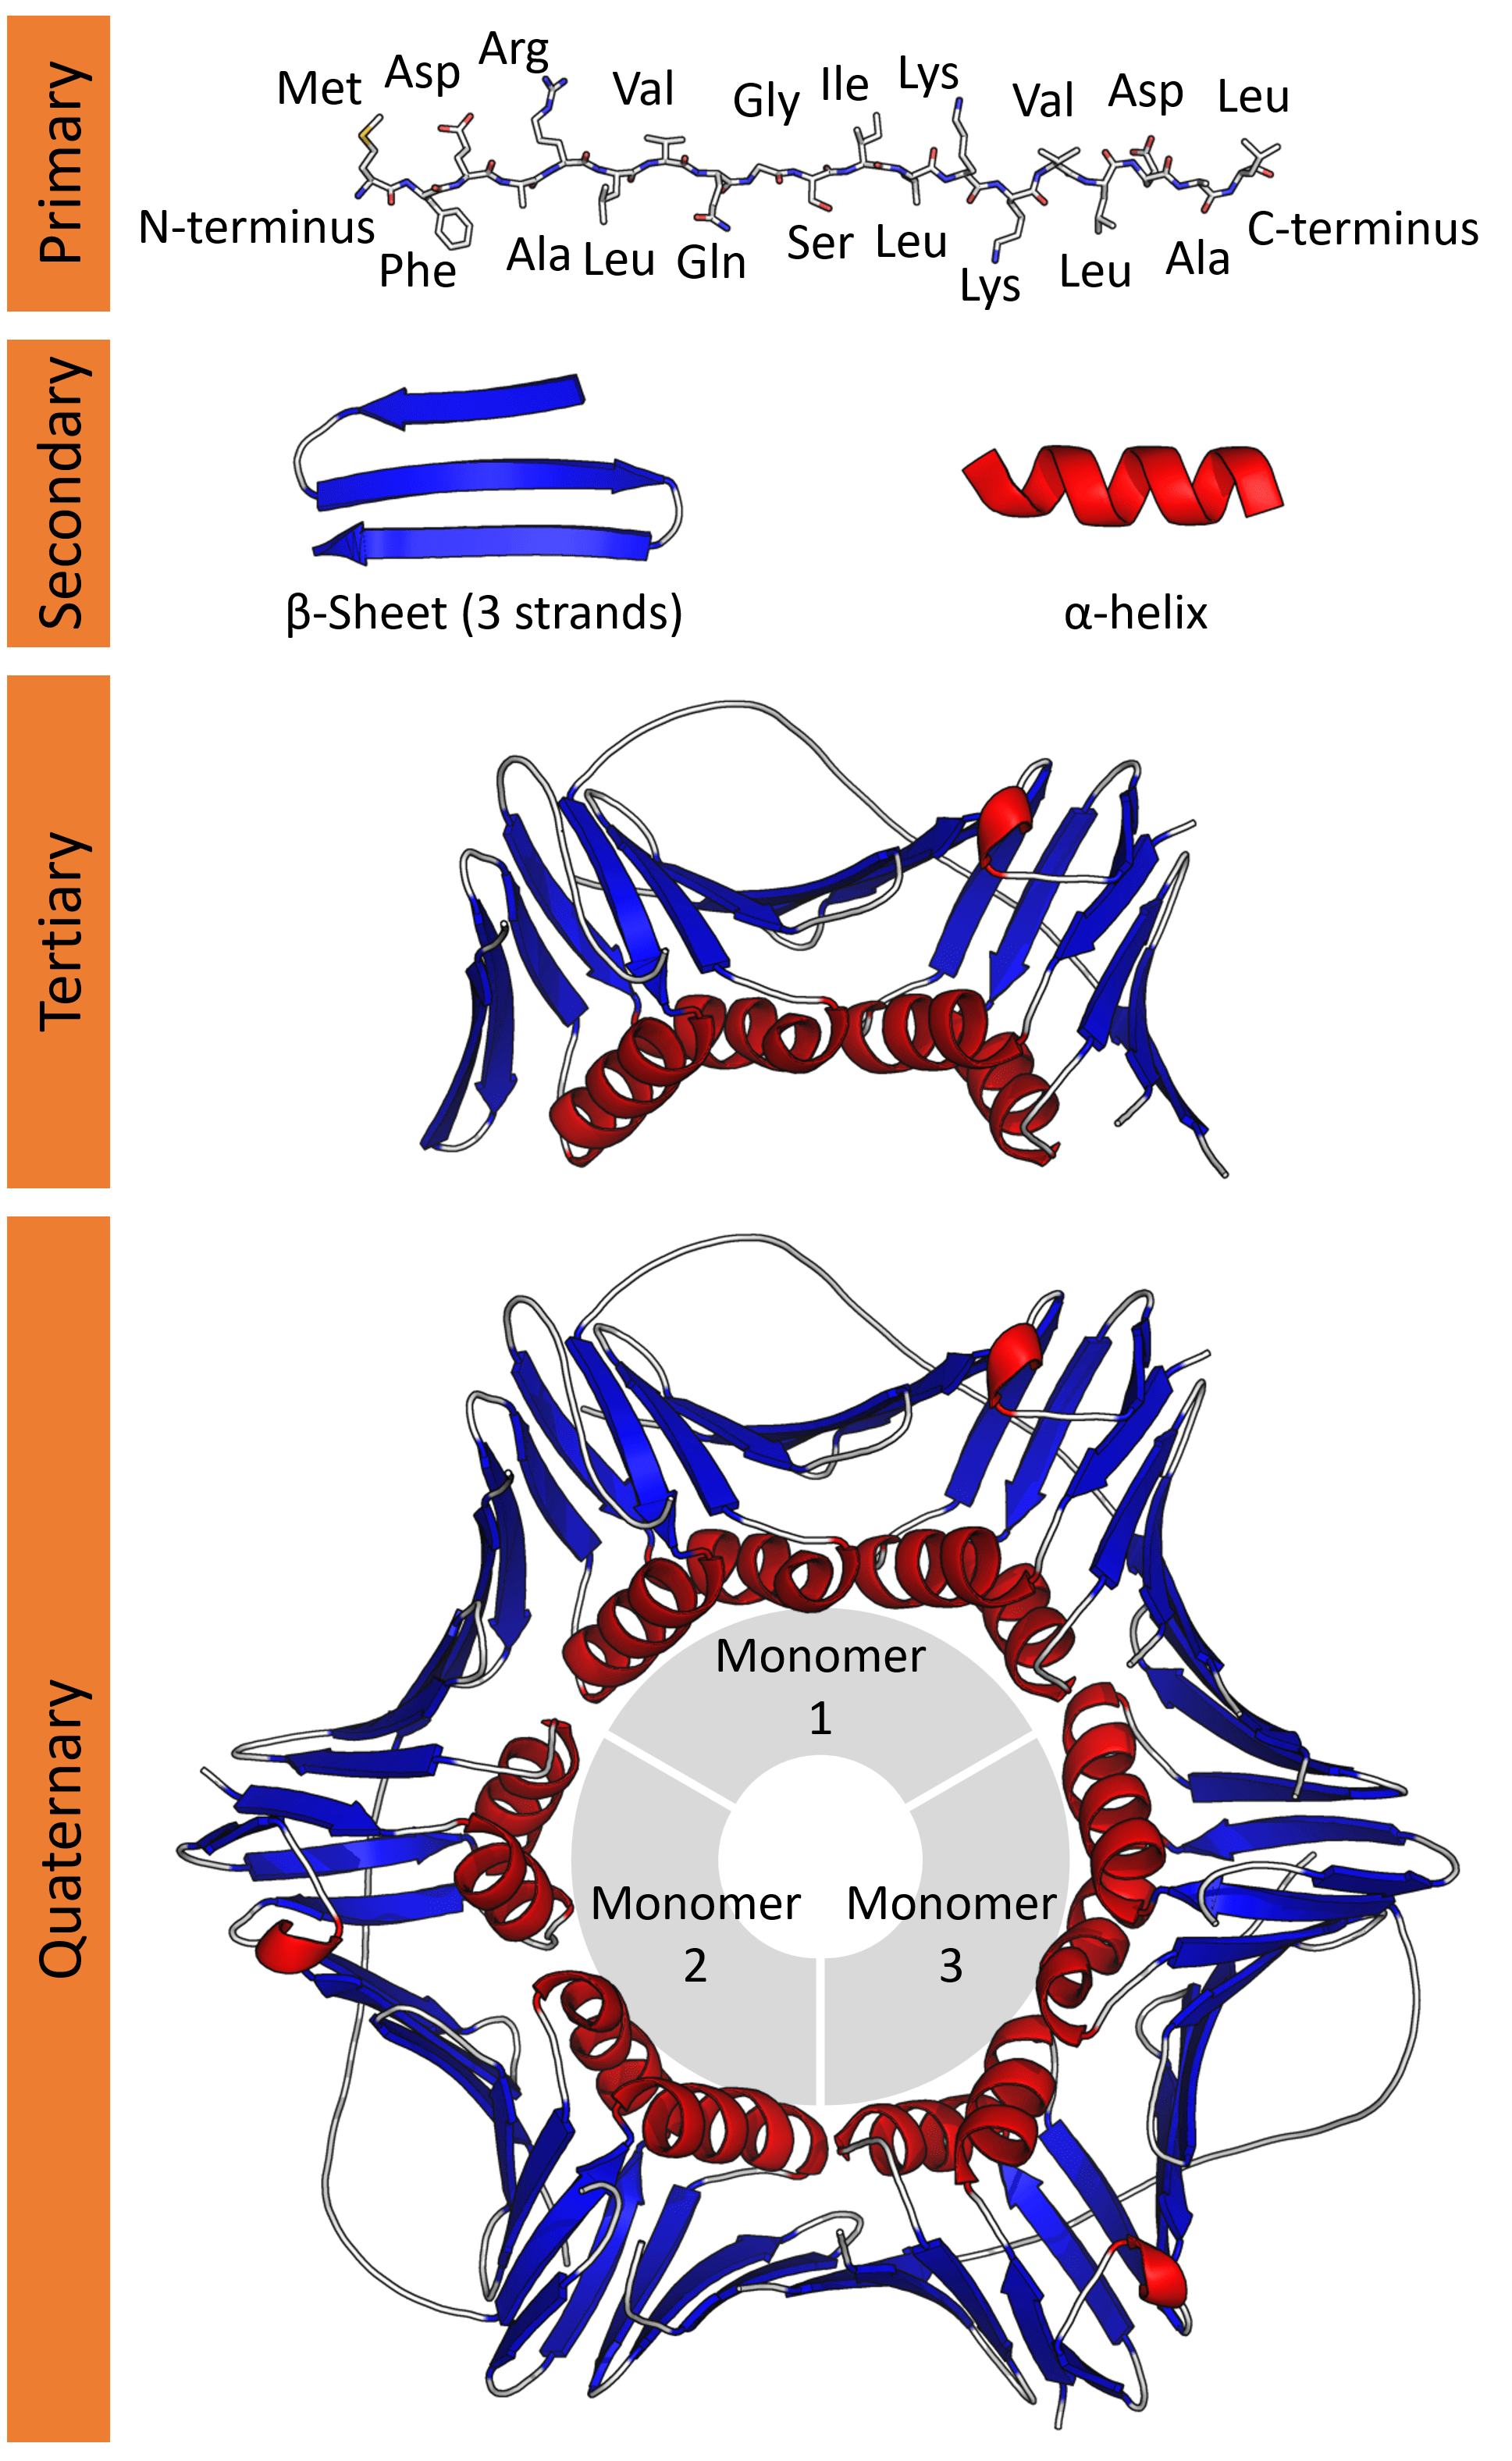 Primary
Met Asp Arg Val Gly Ile Lys Val Asp Leu
N-terminus Phe Ala Leu Gln Ser Leu Lys Leu Ala C-terminus
Secondary
β-Sheet (3 strands)
α-helix
Tertiary
Quaternary
Monomer
1
Monomer
2
Monomer
3